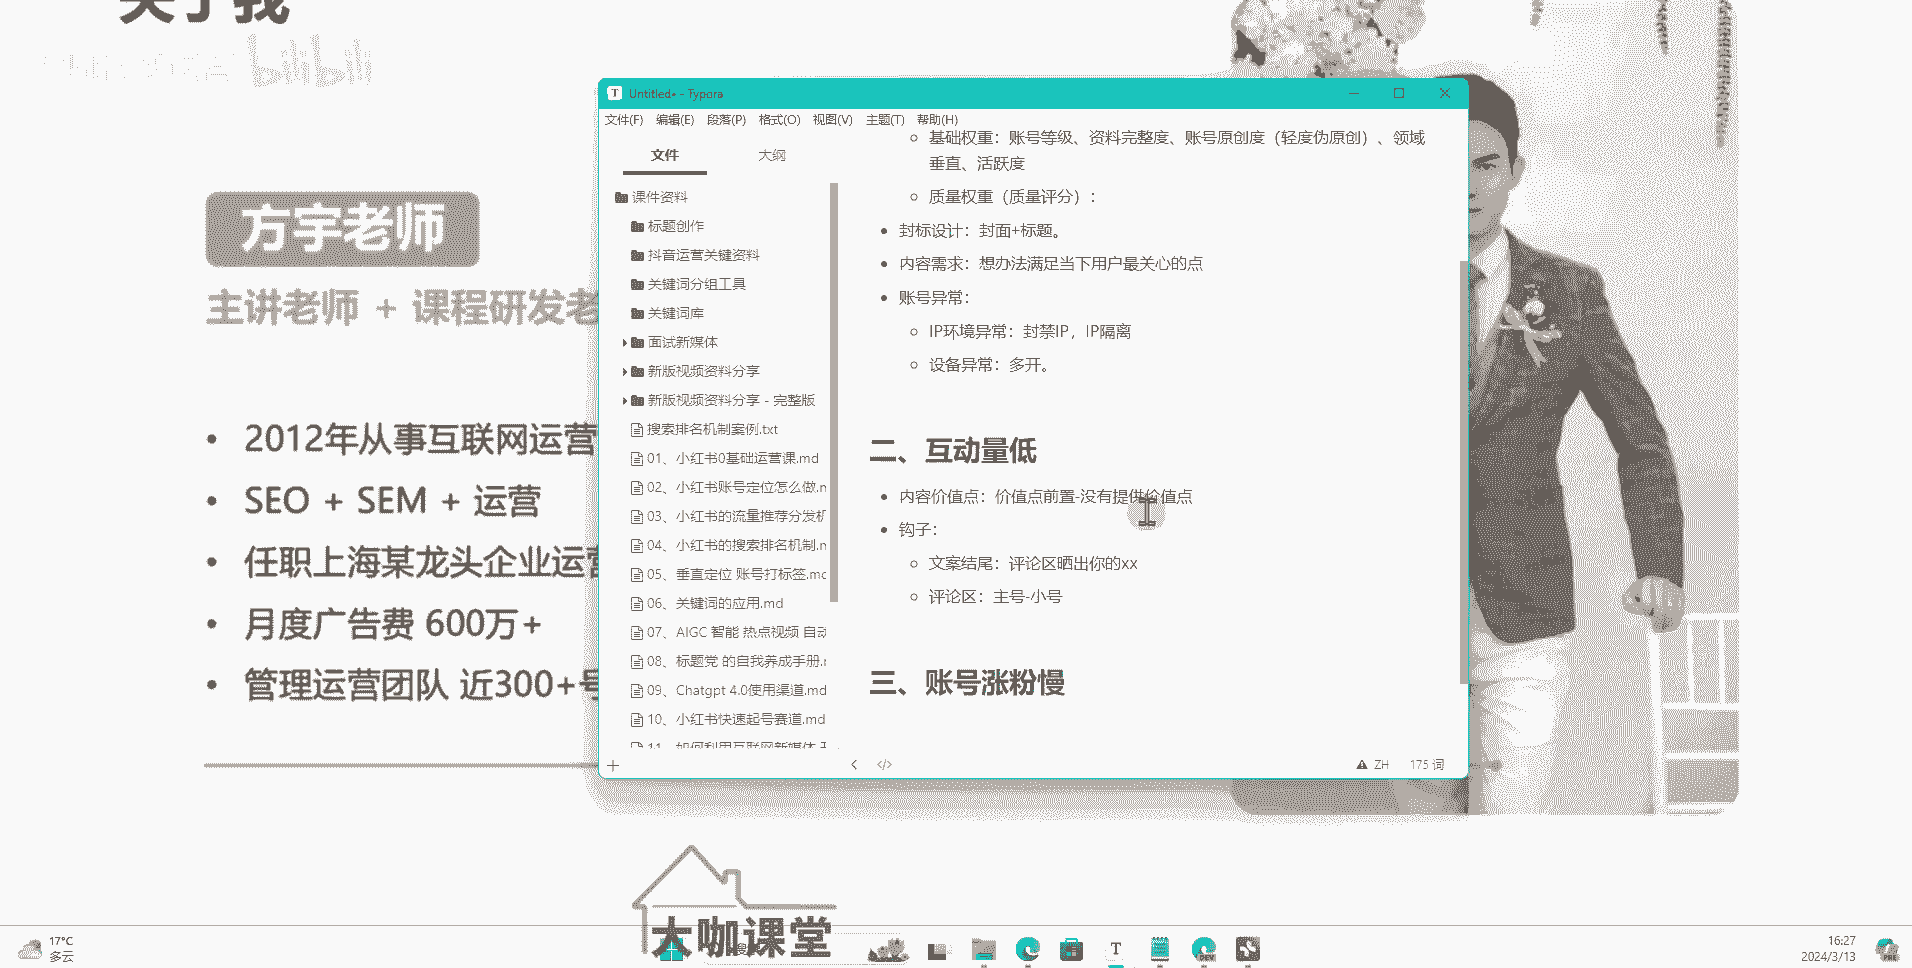 关于我
bilibili
方宇老师
主讲老师 + 课程研发老
2012年从事互联网运营
SEO + SEM + 运营
任职上海某龙头企业运营
月度广告费 600万+
管理运营团队 近300+号
Untitled• - Typora
文件(F) 编辑(E) 段落(P) 格式(O) 视图(V) 主题(T) 帮助(H)
文件 大纲
课件资料
标题创作
抖音运营关键资料
关键词分组工具
关键词库
面试新媒体
新版视频资料分享
新版视频资料分享 - 完整版
搜索排名机制案例.txt
01、小红书0基础运营课.md
02、小红书账号定位怎么做.m
03、小红书的流量推荐分发机
04、小红书的搜索排名机制.m
05、垂直定位 账号打标签.md
06、关键词的应用.md
07、AIGC 智能 热点视频 自动
08、标题党 的自我养成手册.m
09、Chatgpt 4.0使用渠道.md
10、小红书快速起号赛道.md
11、如何利用互联网新媒体
基础权重：账号等级、资料完整度、账号原创度（轻度伪原创）、领域
垂直、活跃度
质量权重（质量评分）：
封标设计：封面+标题。
内容需求：想办法满足当下用户最关心的点
账号异常：
IP环境异常：封禁IP，IP隔离
设备异常：多开。
二、互动量低
内容价值点：价值点前置-没有提供价值点
钩子：
文案结尾：评论区晒出你的xx
评论区：主号-小号
三、账号涨粉慢
ZH 175 词
大咖课堂
17°C
多云
16:27
2024/3/13